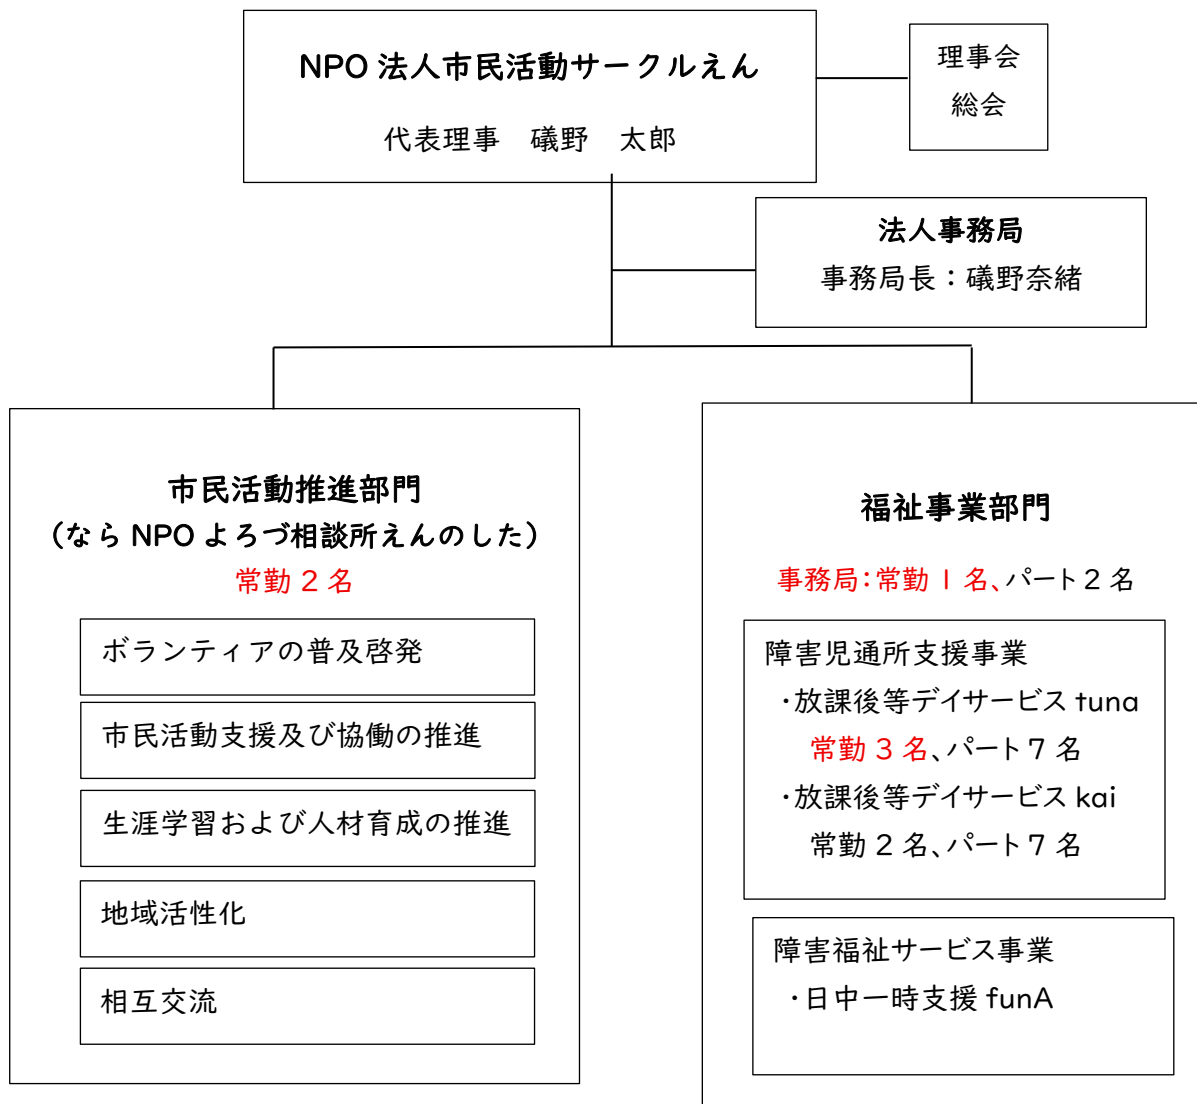 NPO 法人市民活動サークルえん
代表理事　礒野　太郎
理事会
総会
法人事務局
事務局長：礒野奈緒
市民活動推進部門
（なら NPO よろづ相談所えんのした）
常勤 2 名
ボランティアの普及啓発
市民活動支援及び協働の推進
生涯学習および人材育成の推進
地域活性化
相互交流
福祉事業部門
事務局：常勤 1 名、パート 2 名
障害児通所支援事業
・放課後等デイサービス tuna
常勤 3 名、パート 7 名
・放課後等デイサービス kai
常勤 2 名、パート 7 名
障害福祉サービス事業
・日中一時支援 funA